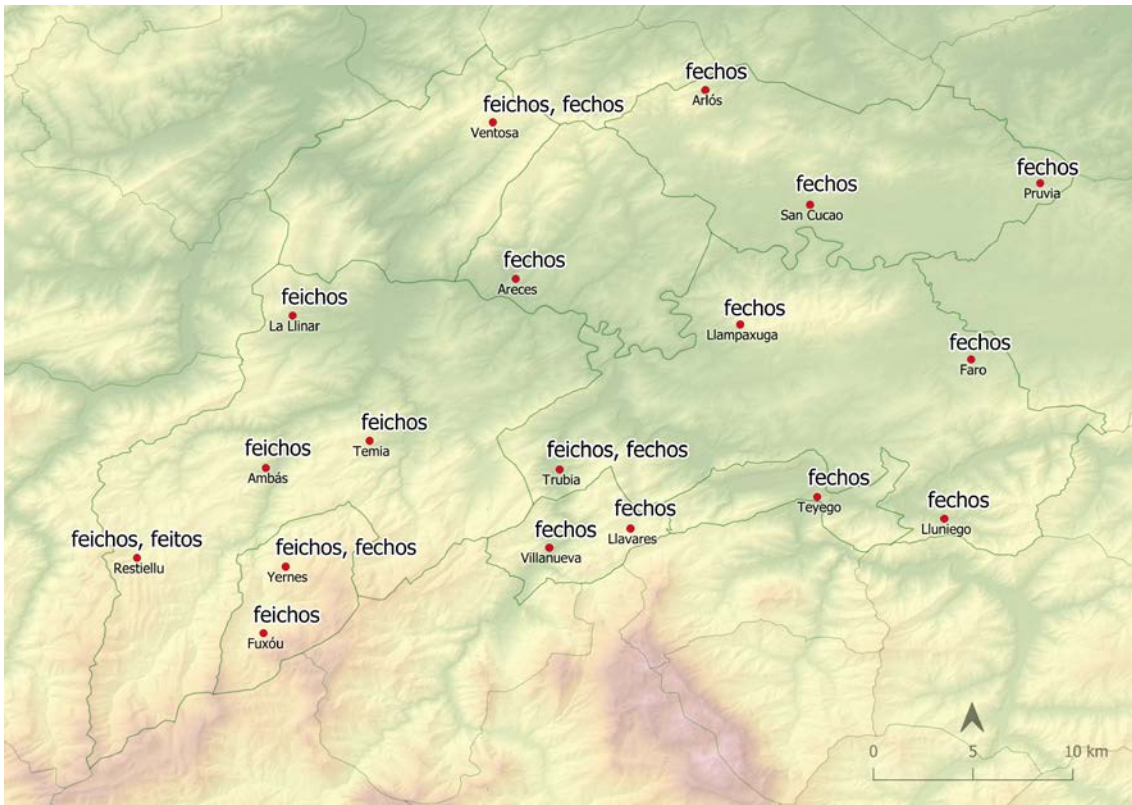 fechos
Arlós
feichos, fechos
Ventosa
fechos
Pruvia
fechos
San Cucao
fechos
Areces
feichos
La Llinar
fechos
Llampaxuga
fechos
Faro
feichos
Temia
feichos
Ambás
feichos, fechos
Trubia
fechos
Teyego
fechos
Lluniego
fechos
Llavares
fechos
Villanueva
feichos, feitos
Restiellu
feichos, fechos
Yernes
feichos
Fuxóu
0 5 10 km